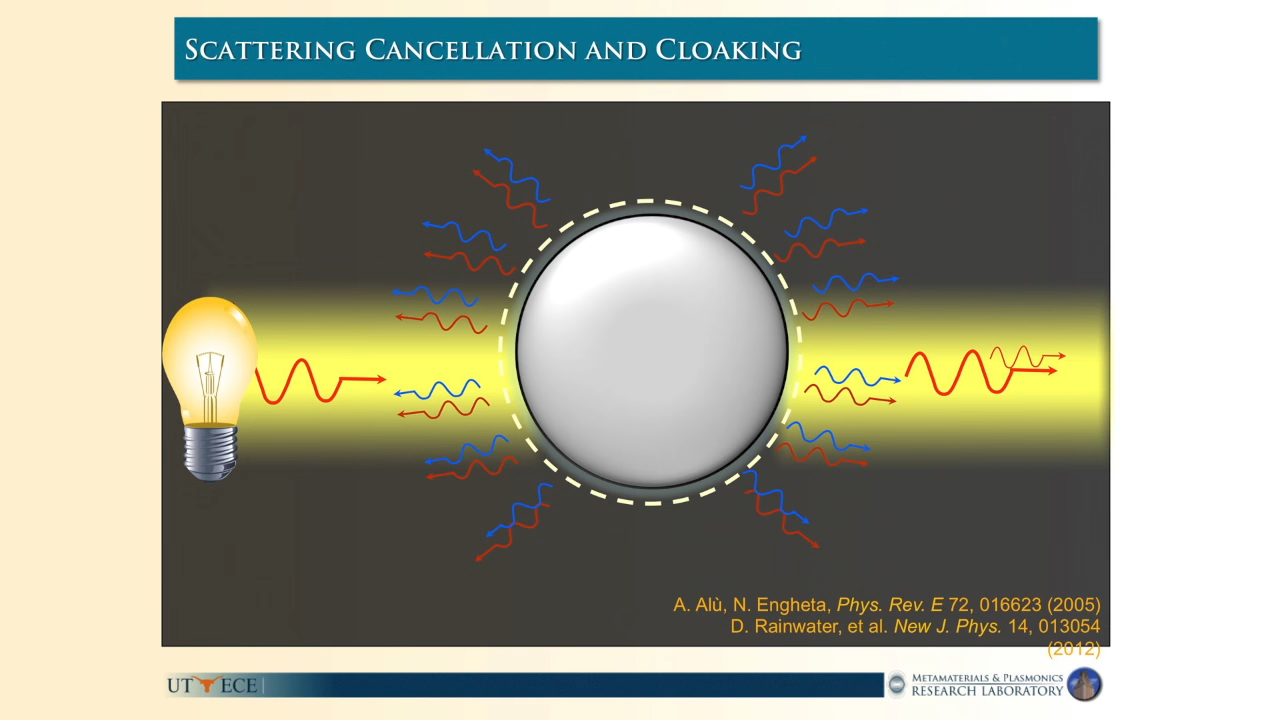 Scattering Cancellation and Cloaking
A. Alù, N. Engheta, Phys. Rev. E 72, 016623 (2005)
D. Rainwater, et al. New J. Phys. 14, 013054
(2012)
UT ECE
Metamaterials & Plasmonics
Research Laboratory